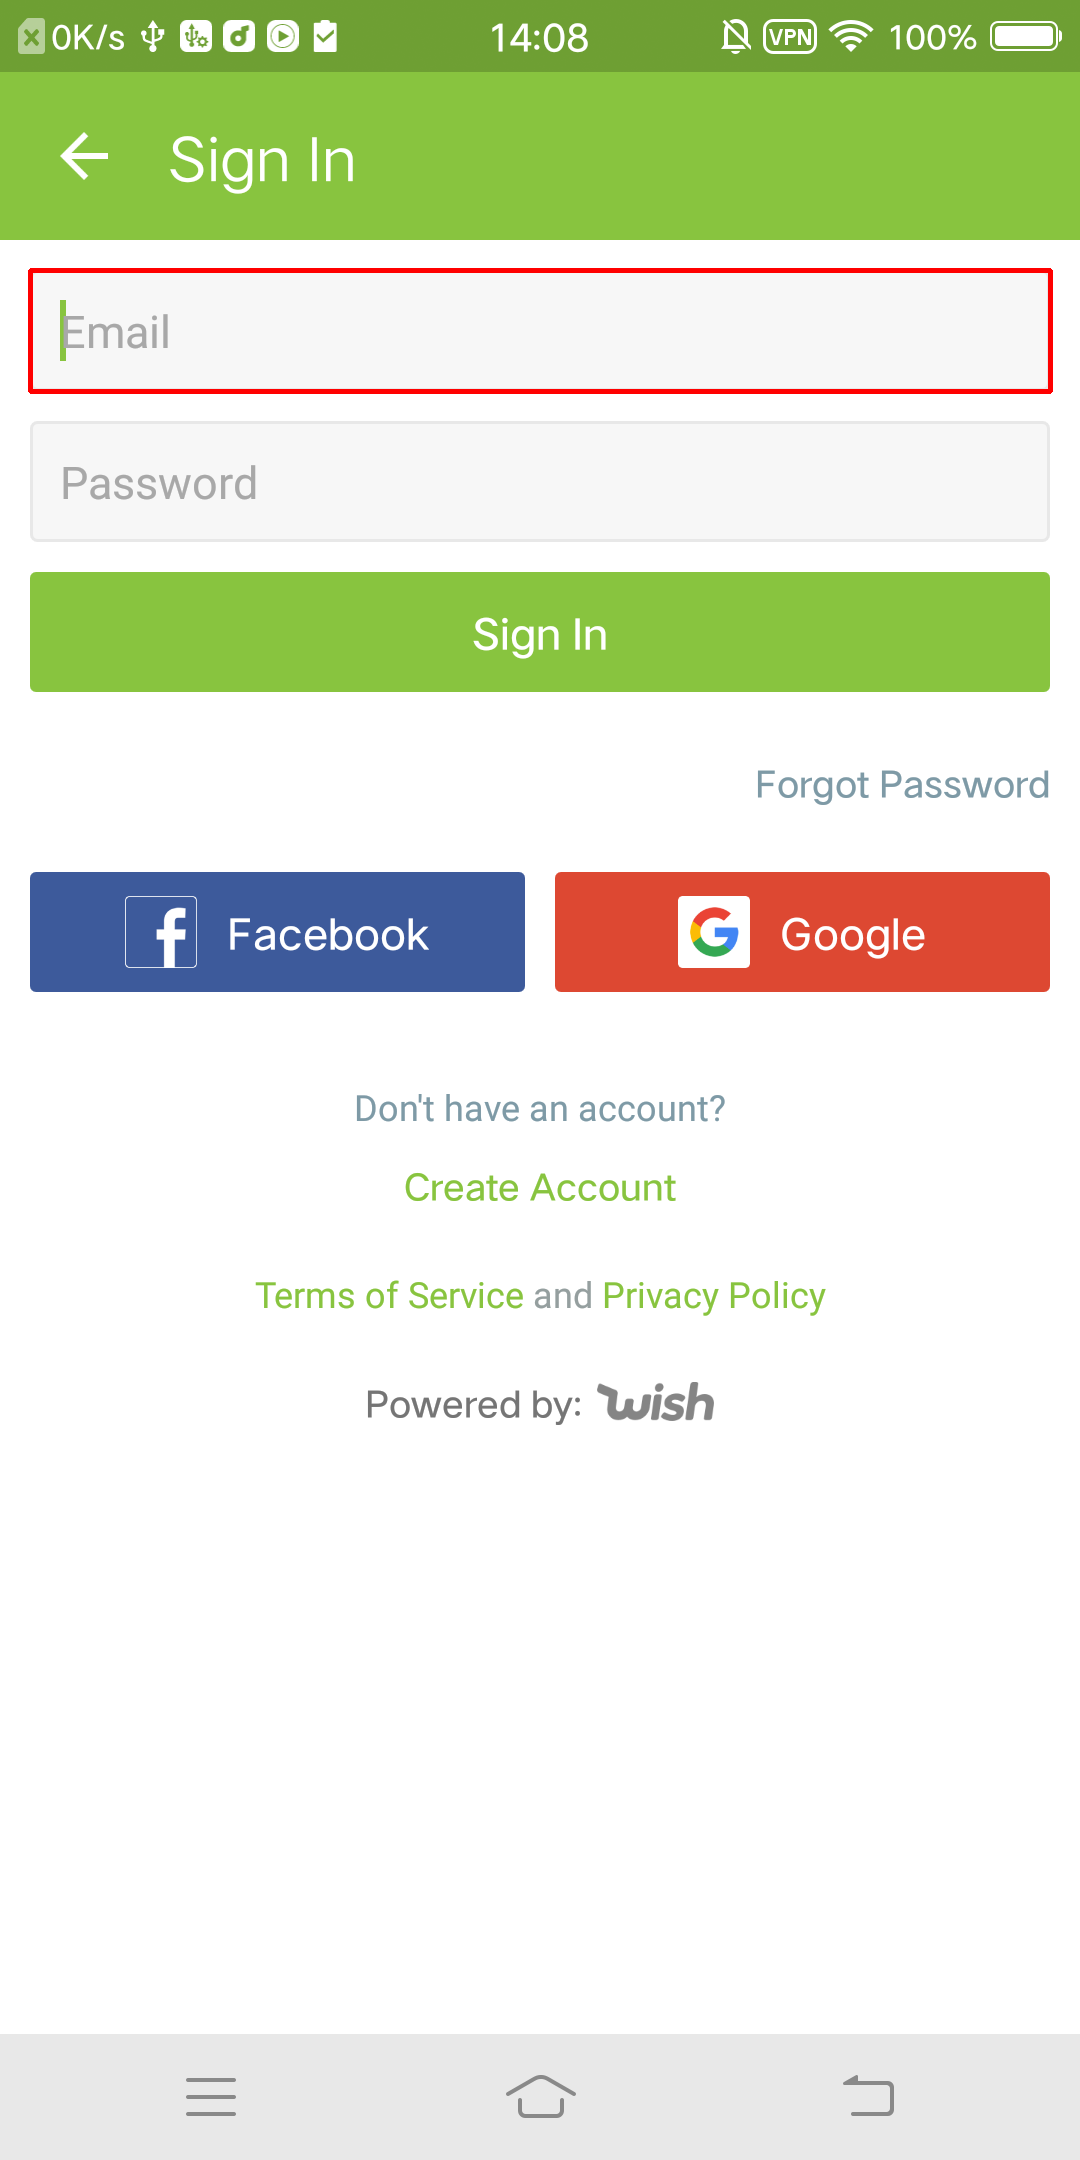 0K/s 14:08 VPN 100%
Sign In
Email
Password
Sign In
Forgot Password
Facebook Google
Don't have an account?
Create Account
Terms of Service and Privacy Policy
Powered by: wish